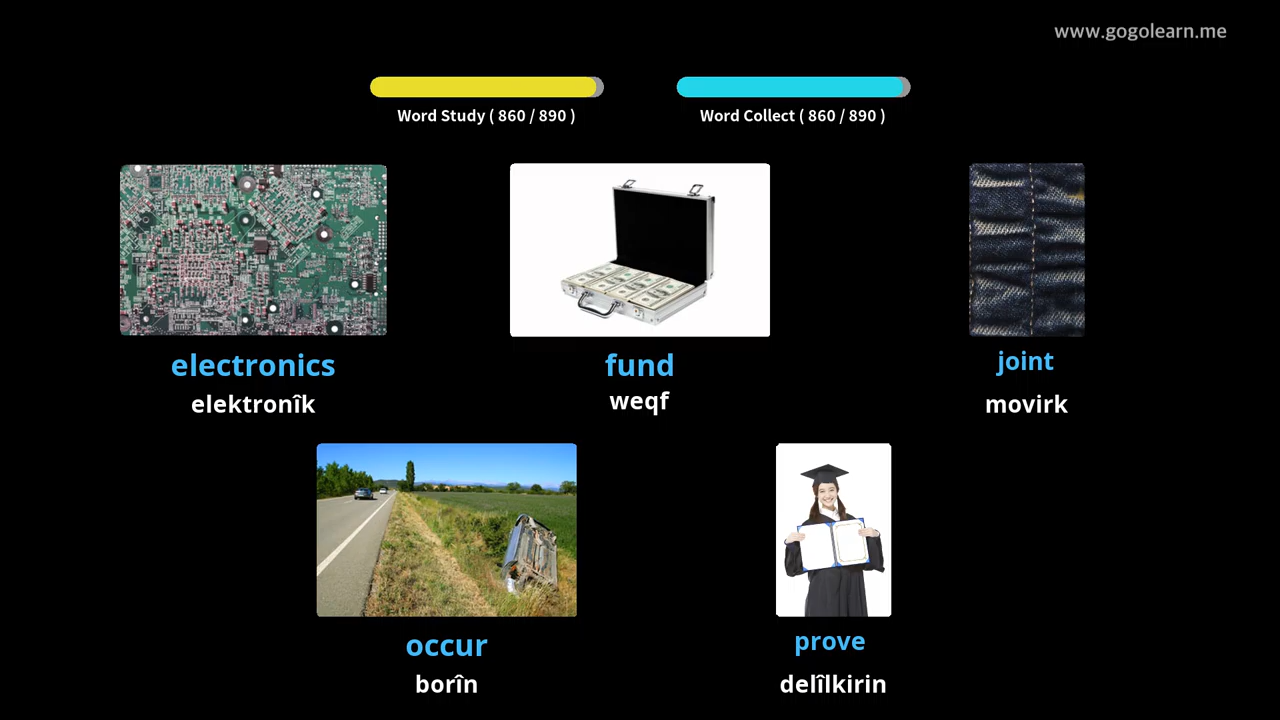 www.gogolearn.me
Word Study ( 860 / 890 )
Word Collect ( 860 / 890 )
electronics
elektronîk
fund
weqf
joint
movirk
occur
borîn
prove
delîlkirin